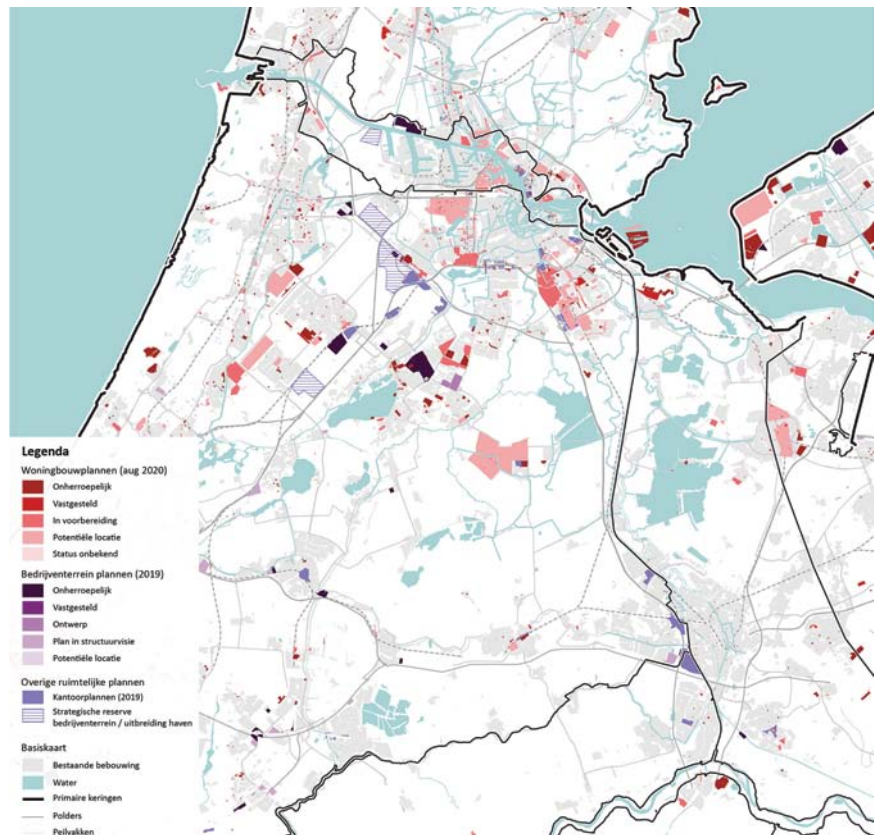 Legenda
Woningbouwplannen (aug 2020)
Onherroepelijk
Vastgesteld
In voorbereiding
Potentiële locatie
Status onbekend
Bedrijventerrein plannen (2019)
Onherroepelijk
Vastgesteld
Ontwerp
Plan in structuurvisie
Potentiële locatie
Overige ruimtelijke plannen
Kantoorplannen (2019)
Strategische reserve
bedrijventerrein / uitbreiding haven
Basiskaart
Bestaande bebouwing
Water
Primaire keringen
Polders
Peilvakken